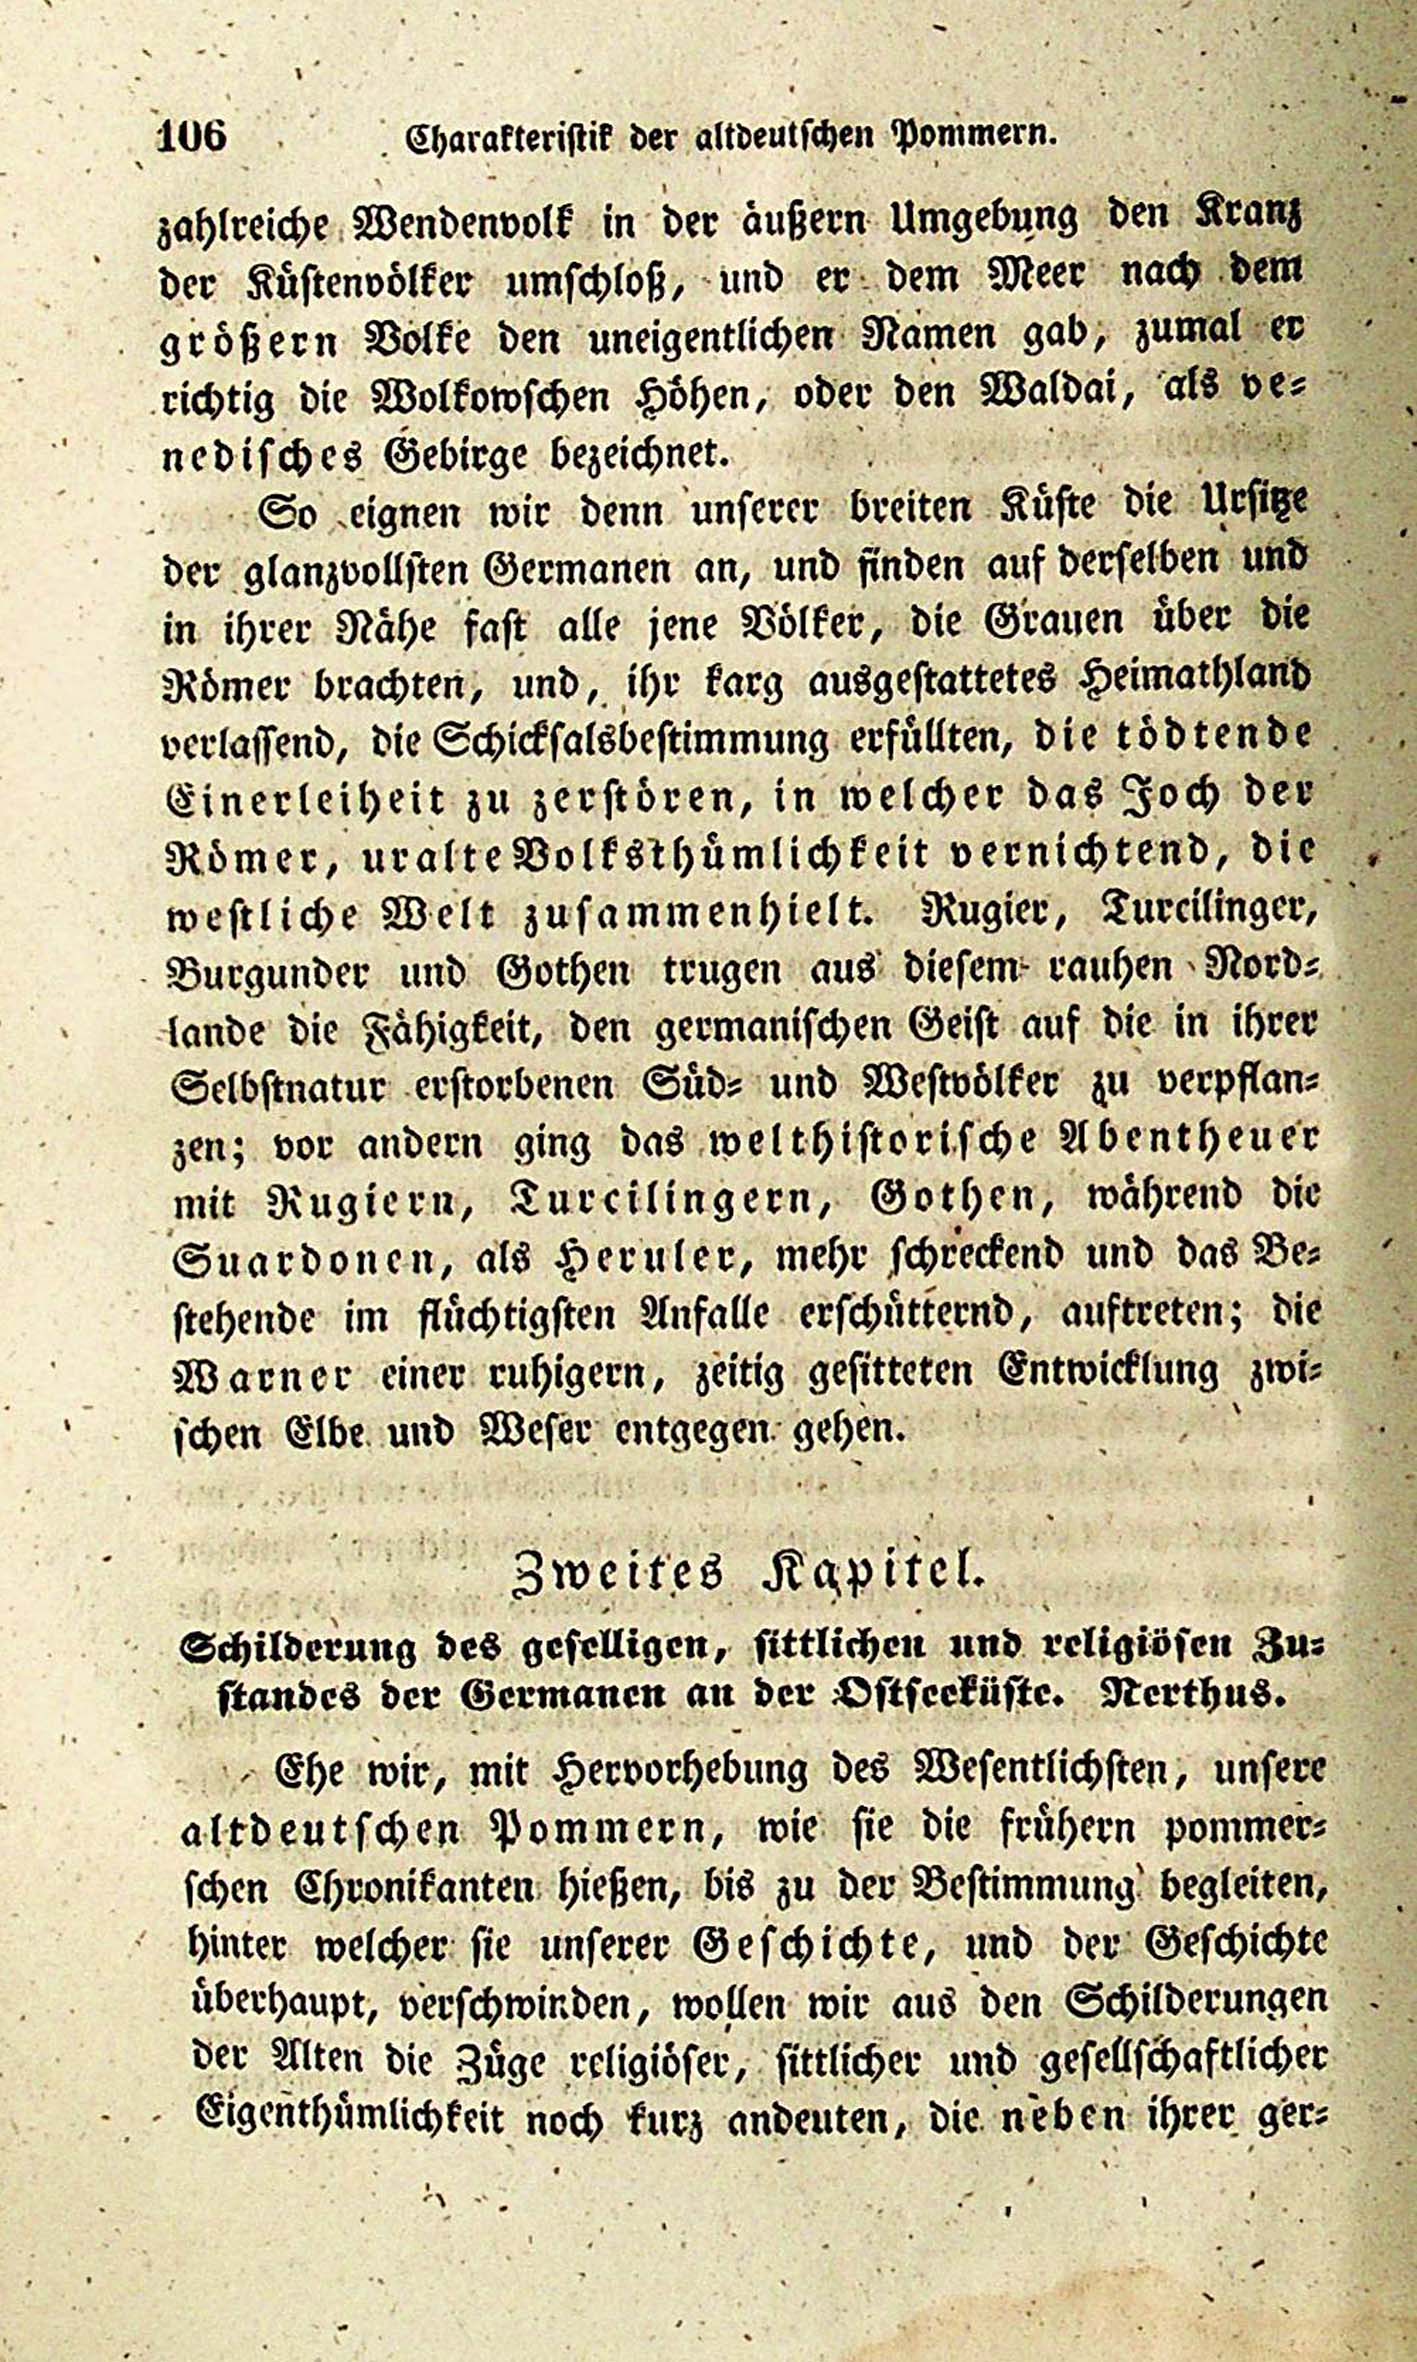 106 Charakteristik der altdeutschen Pommern.
zahlreiche Wendenvolk in der äußern Umgebung den Kranz
der Küstenvölker umschloß, und er dem Meer nach dem
größern Volke den uneigentlichen Namen gab, zumal er
richtig die Wolkowschen Höhen, oder den Waldai, als ve-
nedisches Gebirge bezeichnet.
So eignen wir denn unserer breiten Küste die Ursitze
der glanzvollsten Germanen an, und finden auf derselben und
in ihrer Nähe fast alle jene Völker, die Grauen über die
Römer brachten, und, ihr karg ausgestattetes Heimathland
verlassend, die Schicksalsbestimmung erfüllten, die tödtende
Einerleiheit zu zerstören, in welcher das Joch der
Römer, uralte Volksthümlichkeit vernichtend, die
westliche Welt zusammenhielt. Rugier, Turcilinger,
Burgunder und Gothen trugen aus diesem rauhen Nord-
lande die Fähigkeit, den germanischen Geist auf die in ihrer
Selbstnatur erstorbenen Süd- und Westvölker zu verpflan-
zen; vor andern ging das welthistorische Abentheuer
mit Rugiern, Turcilingern, Gothen, während die
Suardonen, als Heruler, mehr schreckend und das Be-
stehende im flüchtigsten Anfalle erschütternd, auftreten; die
Warner einer ruhigern, zeitig gesitteten Entwicklung zwi-
schen Elbe und Weser entgegen gehen.
Zweites Kapitel.
Schilderung des geselligen, sittlichen und religiösen Zu-
standes der Germanen an der Ostseeküste. Nerthus.
Ehe wir, mit Hervorhebung des Wesentlichsten, unsere
altdeutschen Pommern, wie sie die frühern pommer-
schen Chronikanten hießen, bis zu der Bestimmung begleiten,
hinter welcher sie unserer Geschichte, und der Geschichte
überhaupt, verschwinden, wollen wir aus den Schilderungen
der Alten die Züge religiöser, sittlicher und gesellschaftlicher
Eigenthümlichkeit noch kurz andeuten, die neben ihrer ger-